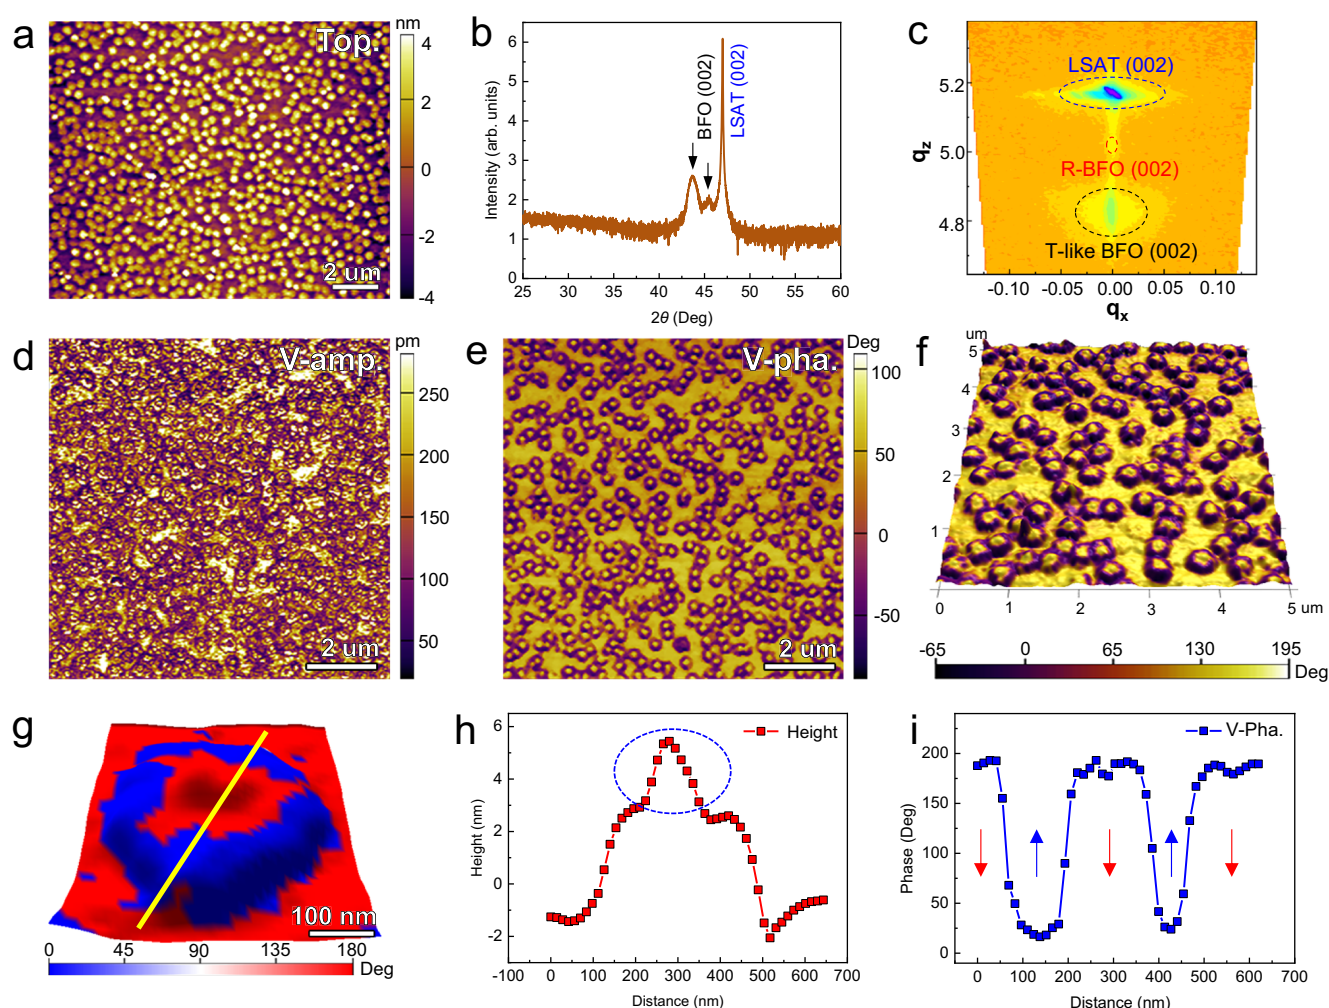 a
Top.
nm
4
2
0
-2
-4
2 um
b
Intensity (arb. units)
6
5
4
3
2
1
0
BFO (002)
LSAT (002)
25 30 35 40 45 50 55 60
2θ (Deg)
c
LSAT (002)
R-BFO (002)
T-like BFO (002)
qz
5.2
5.0
4.8
-0.10 -0.05 0.00 0.05 0.10
qx
d
V-amp.
pm
250
200
150
100
50
2 um
e
V-pha.
Deg
100
50
0
-50
2 um
f
um
5
4
3
2
1
0 1 2 3 4 5 um
-65 0 65 130 195
Deg
g
100 nm
0 45 90 135 180
Deg
h
Height
Height (nm)
6
4
2
0
-2
-100 0 100 200 300 400 500 600 700
Distance (nm)
i
V-Pha.
Phase (Deg)
200
150
100
50
0
0 100 200 300 400 500 600 700
Distance (nm)